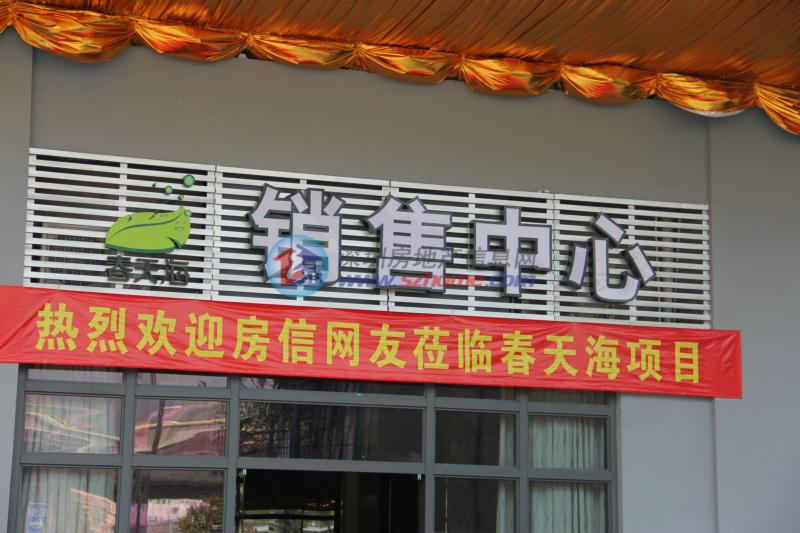 销售中心
春天海
深圳房地产信息网
www.szhome.com
热烈欢迎房信网友莅临春天海项目